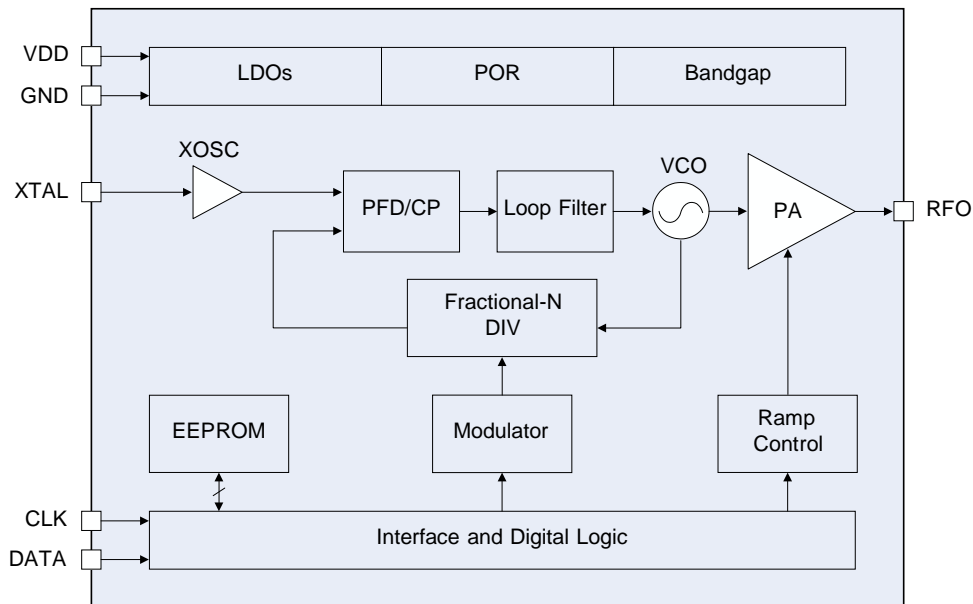 VDD
LDOs
POR
Bandgap
GND
XOSC
VCO
XTAL
PFD/CP
Loop Filter
PA
RFO
Fractional-N
DIV
EEPROM
Modulator
Ramp
Control
CLK
Interface and Digital Logic
DATA